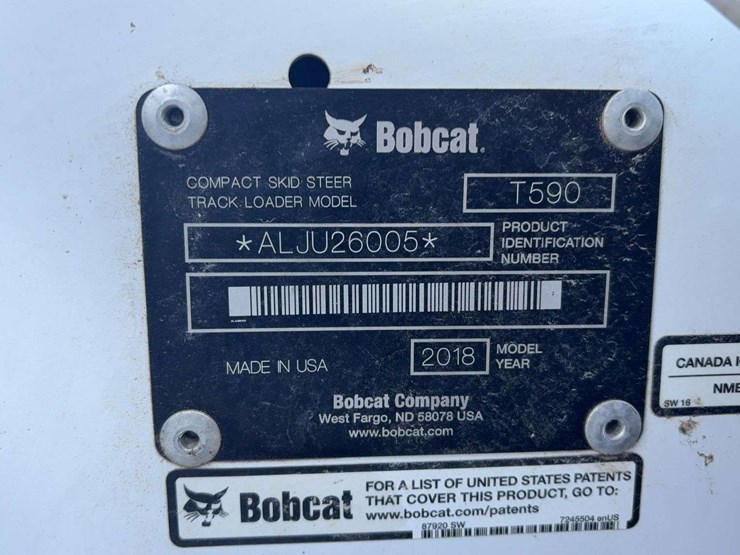 Bobcat.
COMPACT SKID STEER
TRACK LOADER MODEL
T590
*ALJU26005*
PRODUCT
IDENTIFICATION
NUMBER
MADE IN USA
2018
MODEL
YEAR
Bobcat Company
West Fargo, ND 58078 USA
www.bobcat.com
CANADA
NME
SW 16
Bobcat
FOR A LIST OF UNITED STATES PATENTS
THAT COVER THIS PRODUCT, GO TO:
www.bobcat.com/patents
87920 SW
7245504 enUS